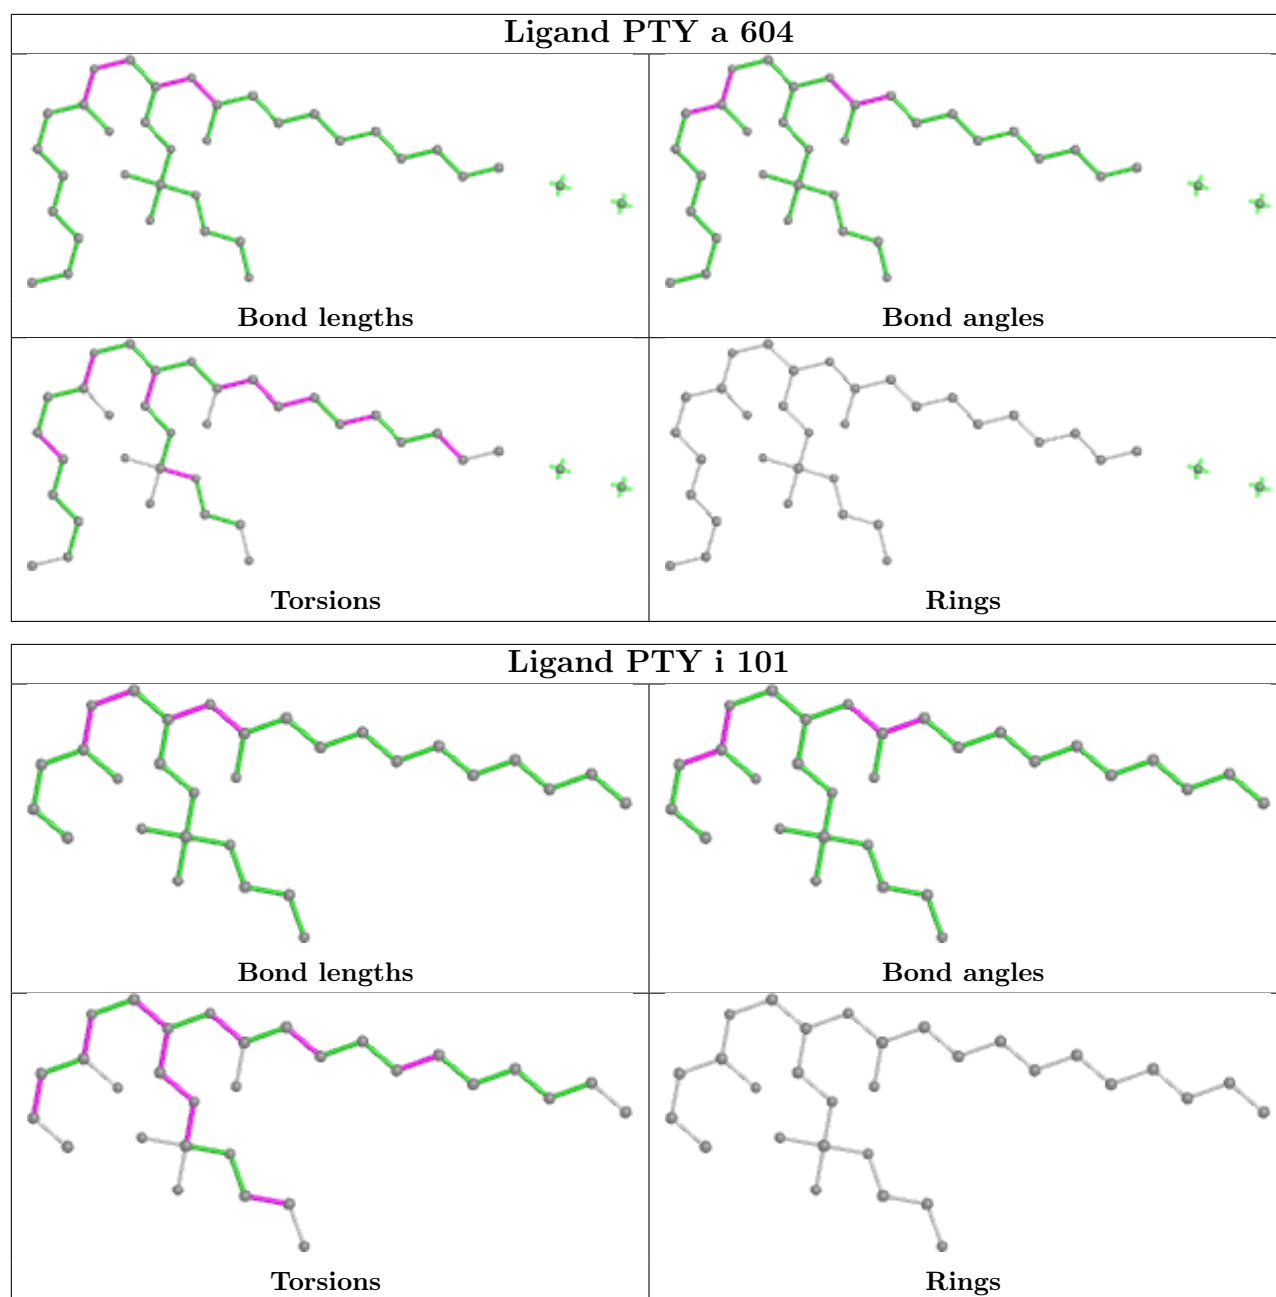 Ligand PTY a 604
Bond lengths
Bond angles
Torsions
Rings
Ligand PTY i 101
Bond lengths
Bond angles
Torsions
Rings